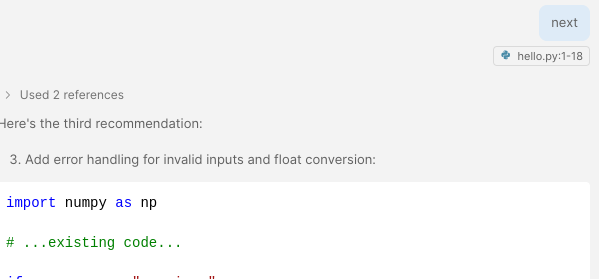 next
hello.py:1-18
Used 2 references
Here's the third recommendation:
3. Add error handling for invalid inputs and float conversion:
import numpy as np
# ...existing code...